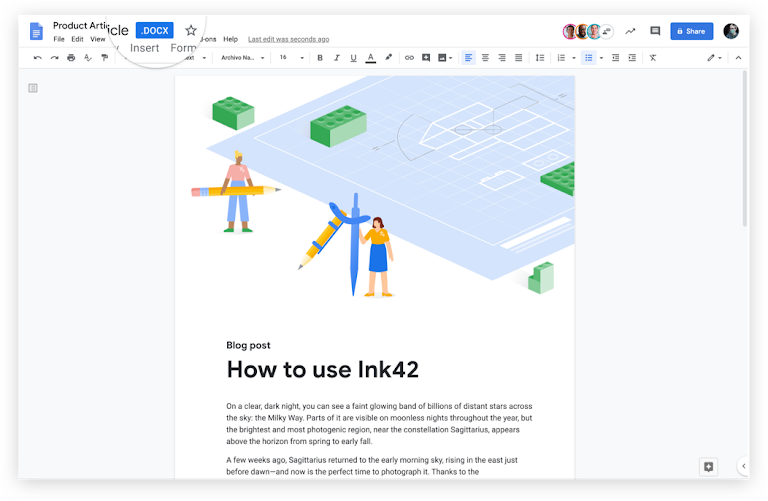 Product Arti
icle .DOCX
File Edit View Insert Form ons Help Last edit was seconds ago
Share
ext Archivo Na... 16 B I U A
Blog post
How to use Ink42
On a clear, dark night, you can see a faint glowing band of billions of distant stars across
the sky: the Milky Way. Parts of it are visible on moonless nights throughout the year, but
the brightest and most photogenic region, near the constellation Sagittarius, appears
above the horizon from spring to early fall.
A few weeks ago, Sagittarius returned to the early morning sky, rising in the east just
before dawn—and now is the perfect time to photograph it. Thanks to the